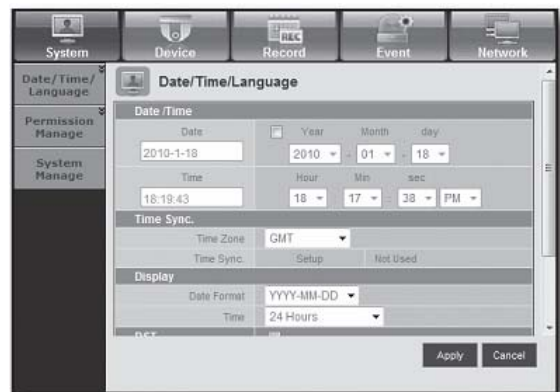 System Device Record Event Network
REC
Date/Time/
Language
Permission
Manage
System
Manage
Date/Time/Language
Date /Time
Date Year Month day
2010-1-18 2010 - 01 - 18
Time Hour Min sec
18:19:43 18 : 17 : 38 PM
Time Sync.
Time Zone GMT
Time Sync. Setup Not Used
Display
Date Format YYYY-MM-DD
Time 24 Hours
DST
Apply Cancel